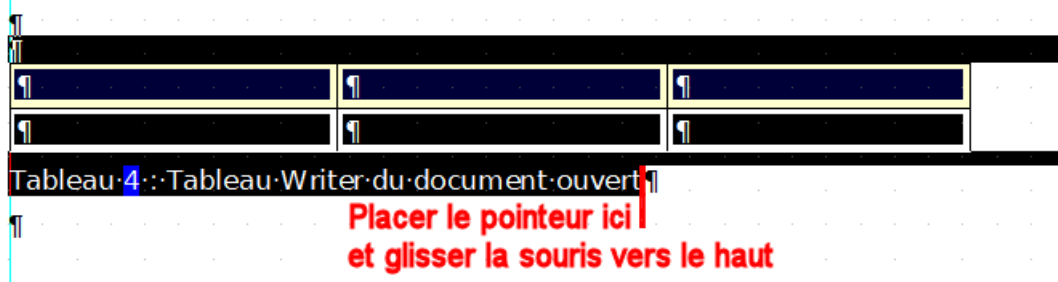 ¶
¶
¶ ¶ ¶
¶ ¶ ¶
Tableau·4·:·Tableau·Writer·du·document·ouvert¶
Placer le pointeur ici
¶
et glisser la souris vers le haut